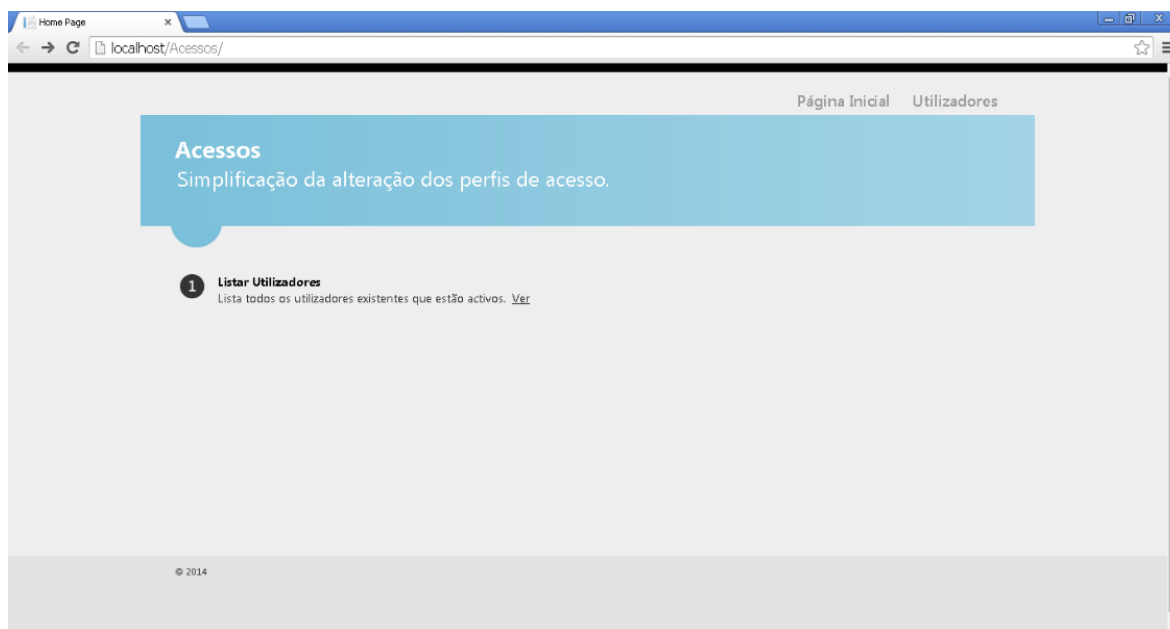 Home Page
localhost/Acessos/
Página Inicial Utilizadores
Acessos
Simplificação da alteração dos perfis de acesso.
1 Listar Utilizadores
Lista todos os utilizadores existentes que estão activos. Ver
© 2014